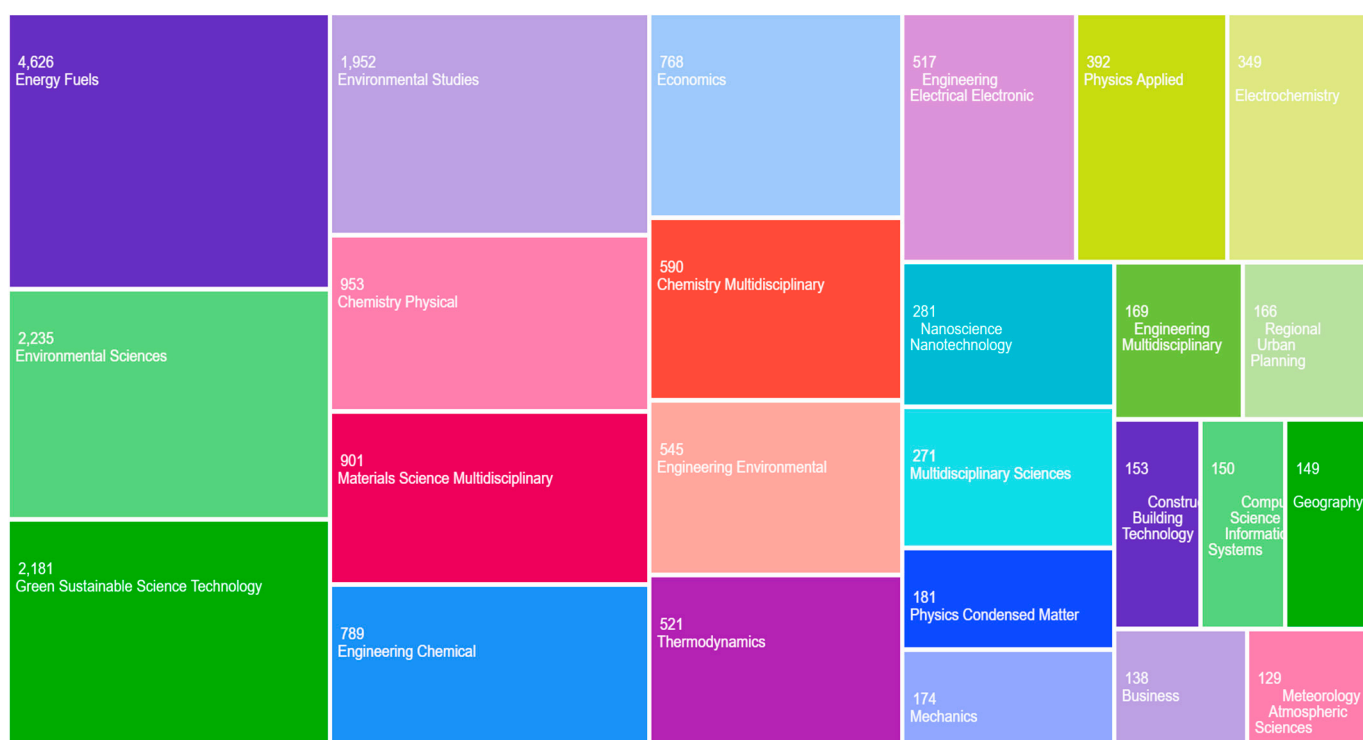 4,626
Energy Fuels
2,235
Environmental Sciences
2,181
Green Sustainable Science Technology
1,952
Environmental Studies
953
Chemistry Physical
901
Materials Science Multidisciplinary
789
Engineering Chemical
768
Economics
590
Chemistry Multidisciplinary
545
Engineering Environmental
521
Thermodynamics
517
Engineering
Electrical Electronic
392
Physics Applied
349
Electrochemistry
281
Nanoscience
Nanotechnology
271
Multidisciplinary Sciences
181
Physics Condensed Matter
174
Mechanics
169
Engineering
Multidisciplinary
166
Regional
Urban
Planning
153
Constru
Building
Technology
150
Compu
Science
Informatic
Systems
149
Geography
138
Business
129
Meteorology
Atmospheric
Sciences